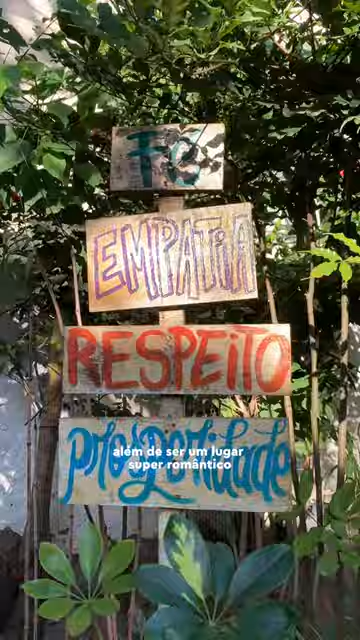 FÉ
EMPATIA
RESPEITO
prosperidade
além de ser um lugar
super romântico